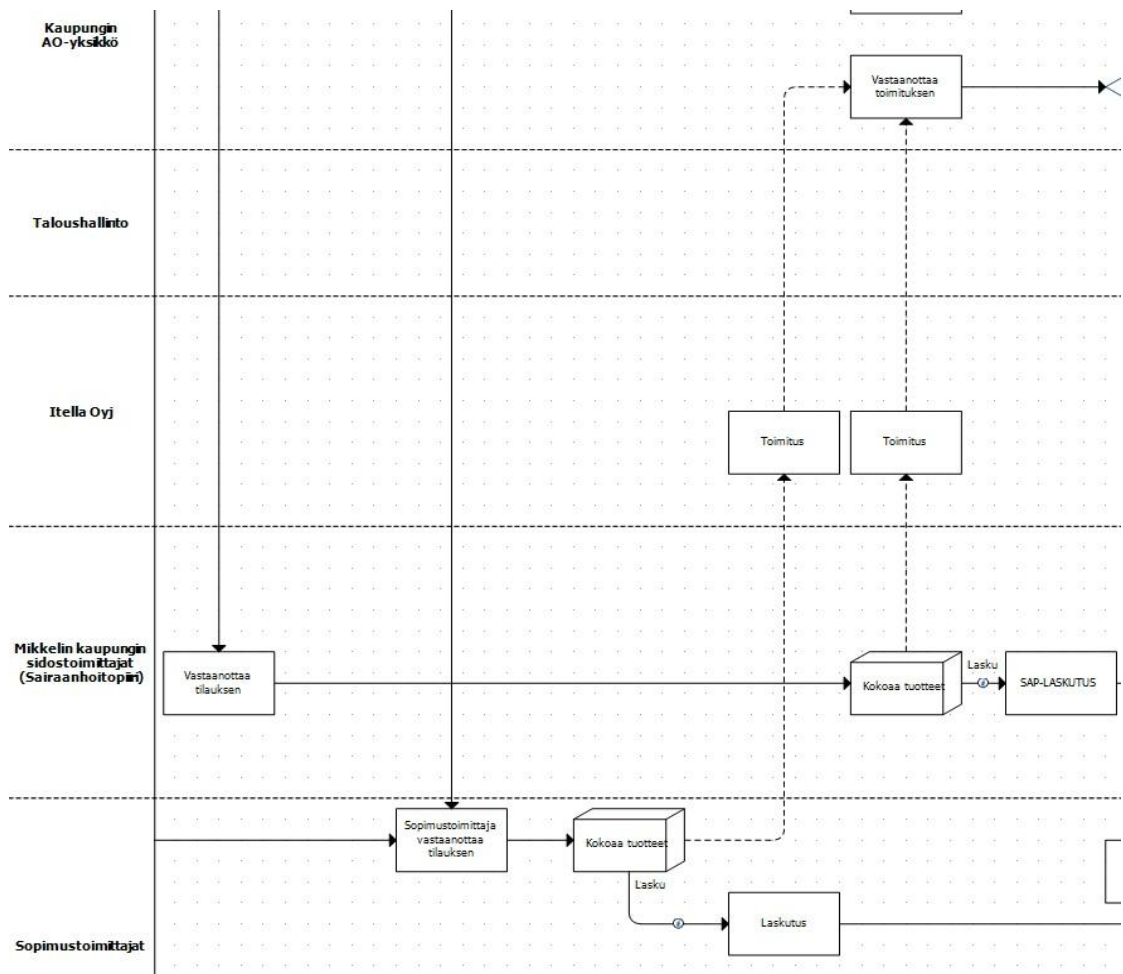 Kaupungin
AO-yksikkö
Vastaanottaa
toimituksen
Taloushallinto
Itella Oyj
Toimitus
Toimitus
Mikkelin kaupungin
sidostoimittajat
(Sairaanhoitopiiri)
Vastaanottaa
tilauksen
Kokoaa tuotteet
Lasku
SAP-LASKUTUS
Sopimustoimittaja
vastaanottaa
tilauksen
Kokoaa tuotteet
Lasku
Laskutus
Sopimustoimittajat